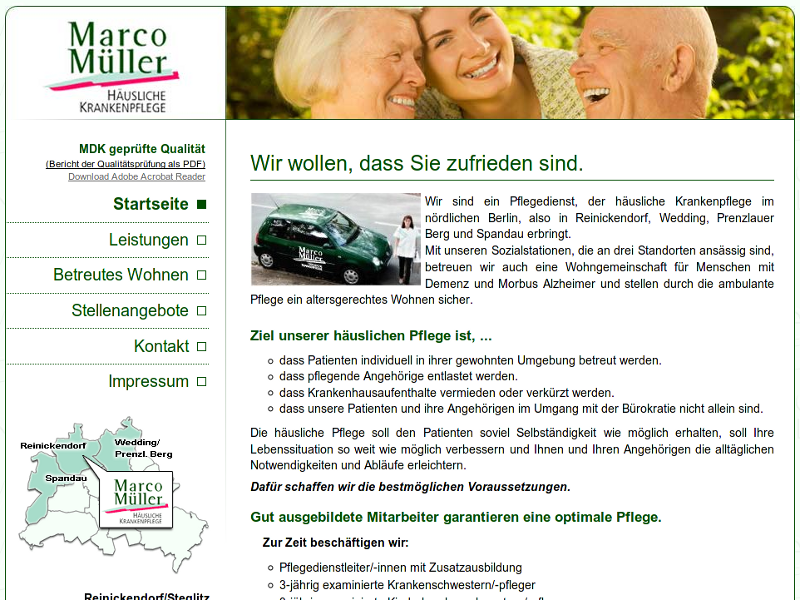 Marco
Müller
Häusliche
Krankenpflege
MDK geprüfte Qualität
(Bericht der Qualitätsprüfung als PDF)
Download Adobe Acrobat Reader
Startseite
Leistungen
Betreutes Wohnen
Stellenangebote
Kontakt
Impressum
Reinickendorf
Wedding/
Prenzl. Berg
Spandau
Marco
Müller
Häusliche
Krankenpflege
Reinickendorf/Steglitz
Wir wollen, dass Sie zufrieden sind.
Marco
Müller
Wir sind ein Pflegedienst, der häusliche Krankenpflege im
nördlichen Berlin, also in Reinickendorf, Wedding, Prenzlauer
Berg und Spandau erbringt.
Mit unseren Sozialstationen, die an drei Standorten ansässig sind,
betreuen wir auch eine Wohngemeinschaft für Menschen mit
Demenz und Morbus Alzheimer und stellen durch die ambulante
Pflege ein altersgerechtes Wohnen sicher.
Ziel unserer häuslichen Pflege ist, ...
dass Patienten individuell in ihrer gewohnten Umgebung betreut werden.
dass pflegende Angehörige entlastet werden.
dass Krankenhausaufenthalte vermieden oder verkürzt werden.
dass unsere Patienten und ihre Angehörigen im Umgang mit der Bürokratie nicht allein sind.
Die häusliche Pflege soll den Patienten soviel Selbständigkeit wie möglich erhalten, soll Ihre
Lebenssituation so weit wie möglich verbessern und Ihnen und Ihren Angehörigen die alltäglichen
Notwendigkeiten und Abläufe erleichtern.
Dafür schaffen wir die bestmöglichen Voraussetzungen.
Gut ausgebildete Mitarbeiter garantieren eine optimale Pflege.
Zur Zeit beschäftigen wir:
Pflegedienstleiter/-innen mit Zusatzausbildung
3-jährig examinierte Krankenschwestern/-pfleger